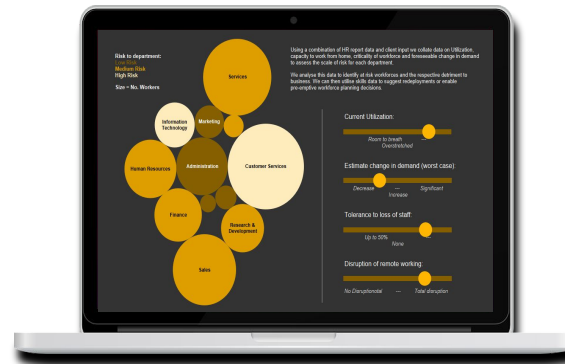 Risk to department:
Low Risk
Medium Risk
High Risk
Size = No. Workers
Using a combination of HR report data and client input we collate data on Utilization,
capacity to work from home, criticality of workforce and foreseeable change in demand
to assess the scale of risk for each department.
We analyse this data to identify at risk workforces and the respective detriment to
business. We can then utilise skills data to suggest redeployments or enable
pre-emptive workforce planning decisions.
Services
Information
Technology
Marketing
Human Resources
Administration
Customer Services
Finance
Research &
Development
Sales
Current Utilization:
Room to breath
Overstretched
Estimate change in demand (worst case):
Decrease — Significant
Increase
Tolerance to loss of staff:
Up to 50%
None
Disruption of remote working:
No Disruptiontotal — Total disruption